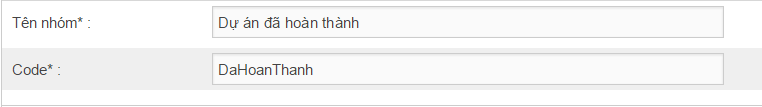 Tên nhóm* : Dự án đã hoàn thành
Code* : DaHoanThanh